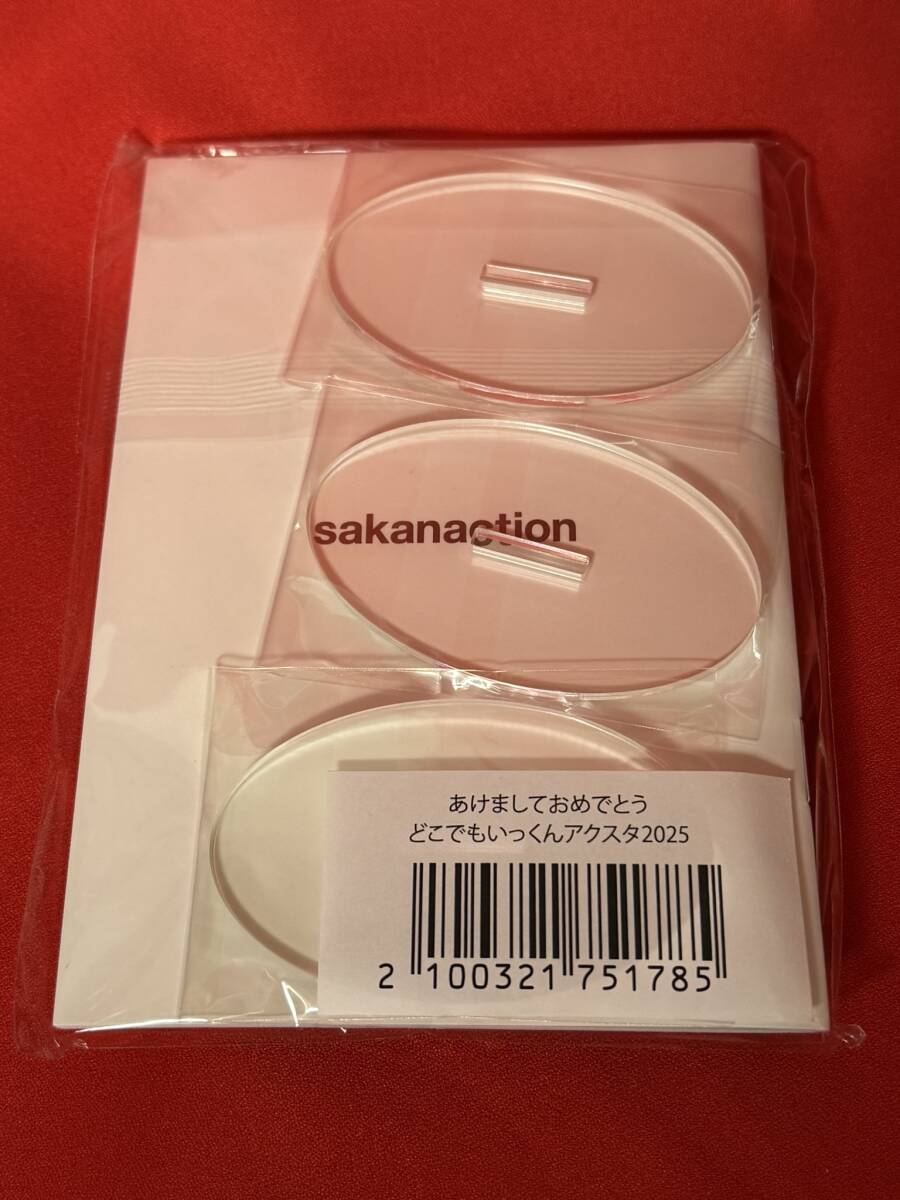 sakanaction
あけましておめでとう
どこでもいっくんアクスタ2025
2 100321 751785